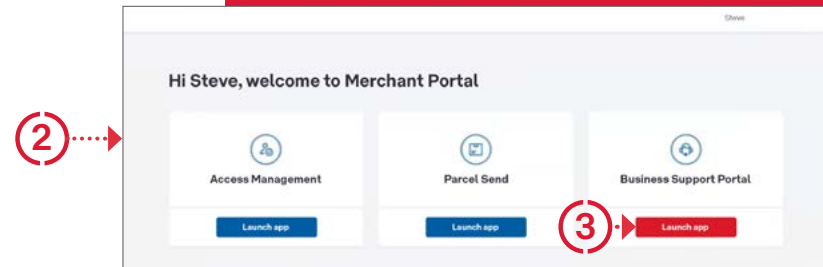 Steve
Hi Steve, welcome to Merchant Portal
2
Access Management
Parcel Send
Business Support Portal
Launch app
Launch app
3
Launch app